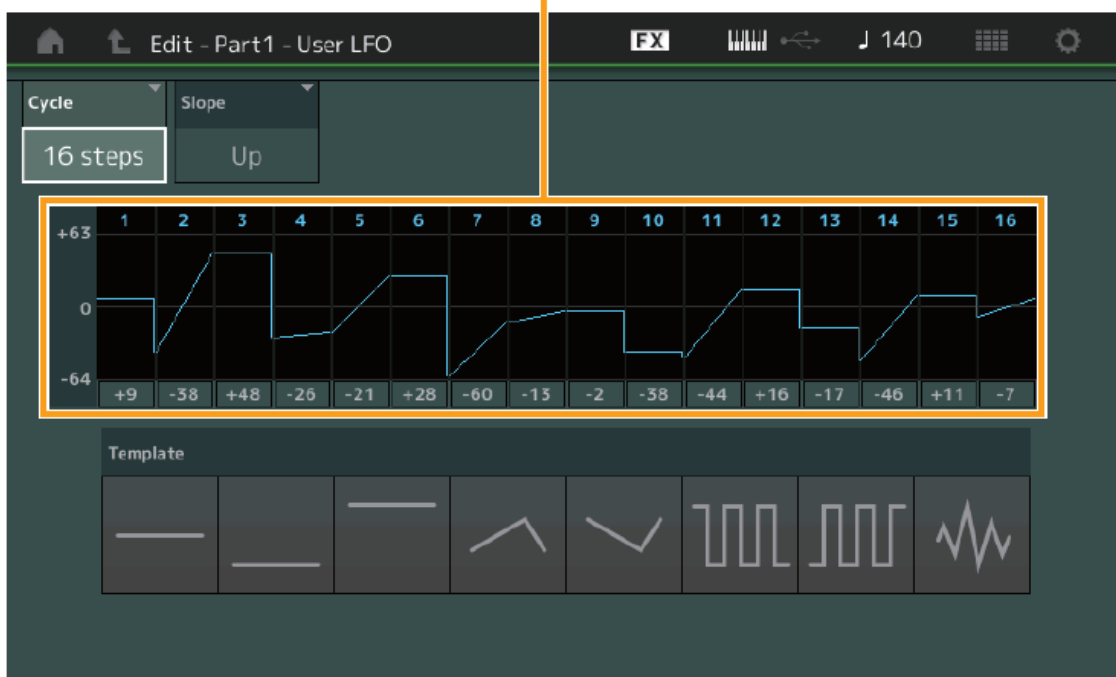 Edit - Part1 - User LFO FX ♩ 140
Cycle Slope
16 steps Up
1 2 3 4 5 6 7 8 9 10 11 12 13 14 15 16
+63
0
-64
+9 -38 +48 -26 -21 +28 -60 -13 -2 -38 -44 +16 -17 -46 +11 -7
Template